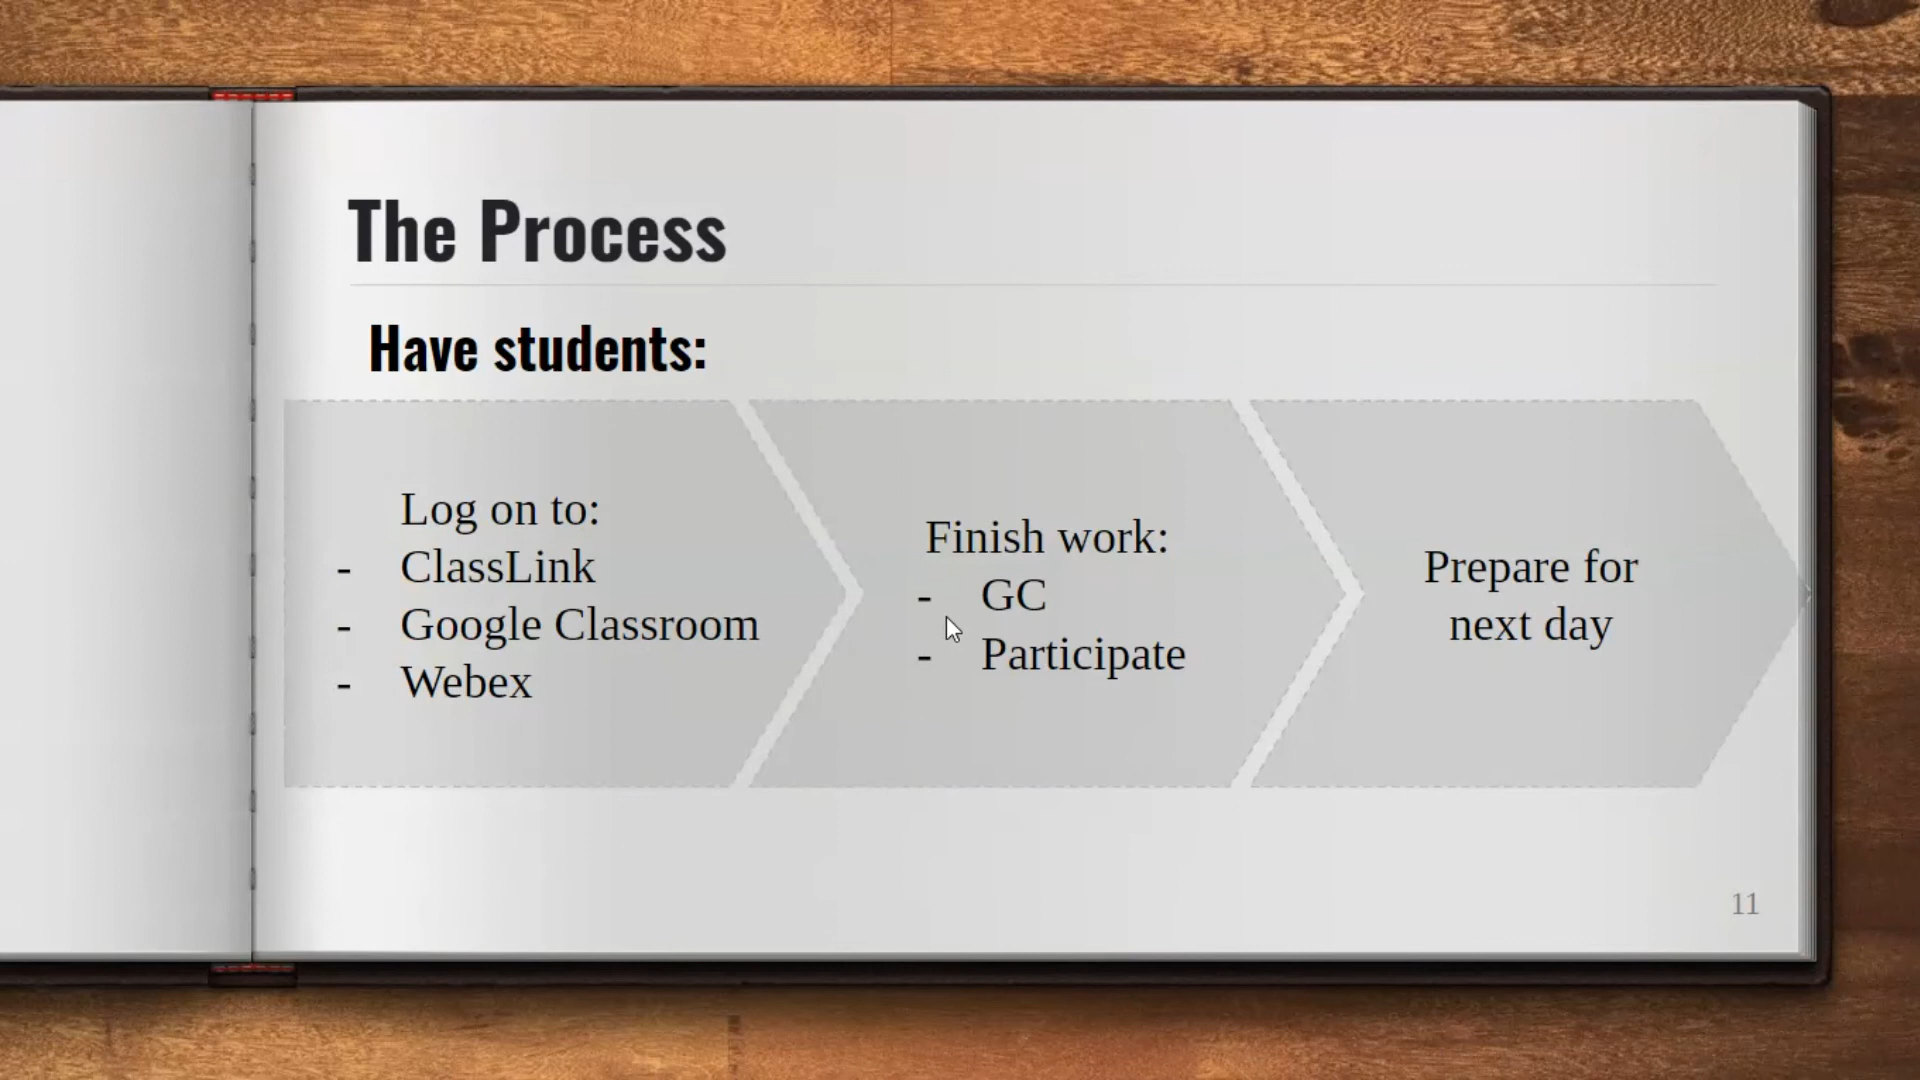 The Process
Have students:
Log on to:
- ClassLink
- Google Classroom
- Webex
Finish work:
- GC
- Participate
Prepare for
next day
11